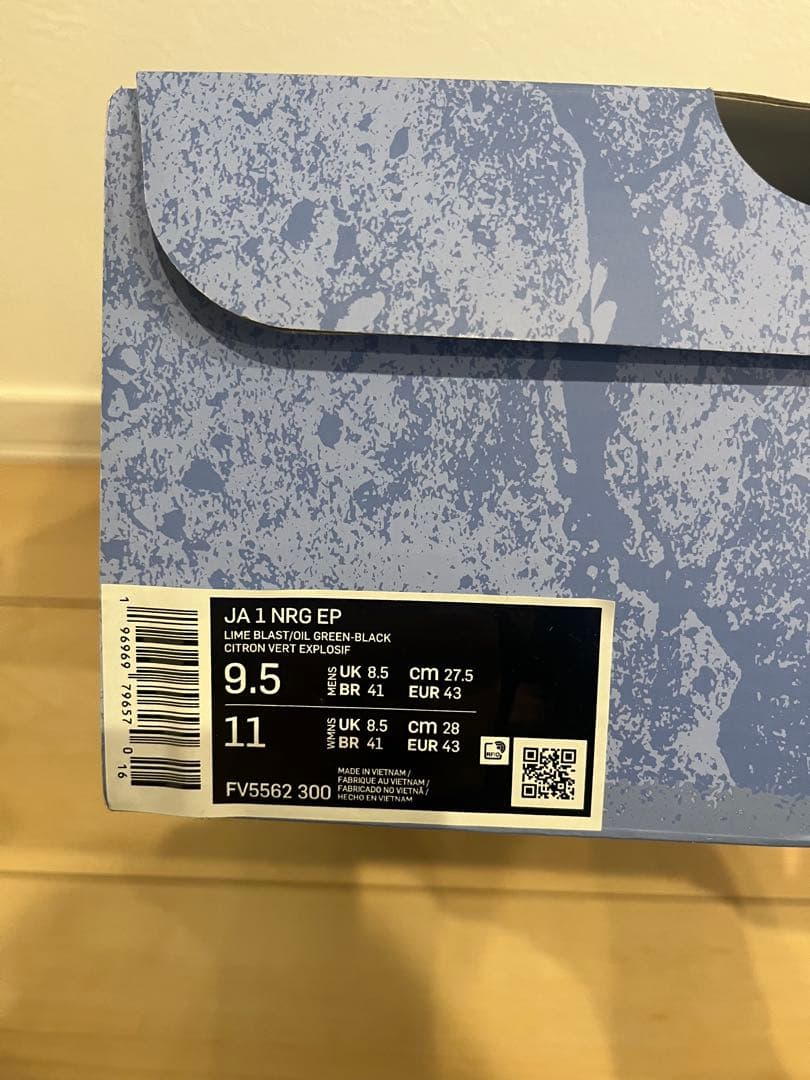 JA 1 NRG EP
LIME BLAST/OIL GREEN-BLACK
CITRON VERT EXPLOSIF
9.5 MENS UK 8.5 cm 27.5
BR 41 EUR 43
11 WMNS UK 8.5 cm 28
BR 41 EUR 43
FV5562 300
MADE IN VIETNAM /
FABRIQUE AU VIETNAM /
FABRICADO NO VIETNÃ /
HECHO EN VIETNAM
RFID
1 96969 79657 0 16